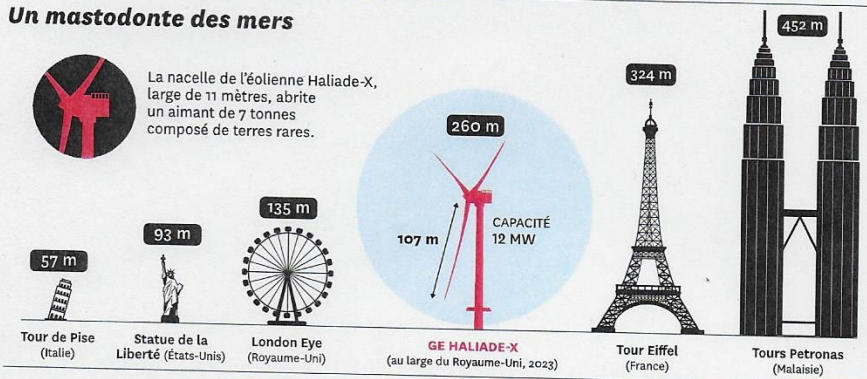 Un mastodonte des mers
La nacelle de l'éolienne Haliade-X,
large de 11 mètres, abrite
un aimant de 7 tonnes
composé de terres rares.
57 m
93 m
135 m
260 m
107 m
CAPACITÉ
12 MW
324 m
452 m
Tour de Pise
(Italie)
Statue de la
Liberté (États-Unis)
London Eye
(Royaume-Uni)
GE HALIADE-X
(au large du Royaume-Uni, 2023)
Tour Eiffel
(France)
Tours Petronas
(Malaisie)